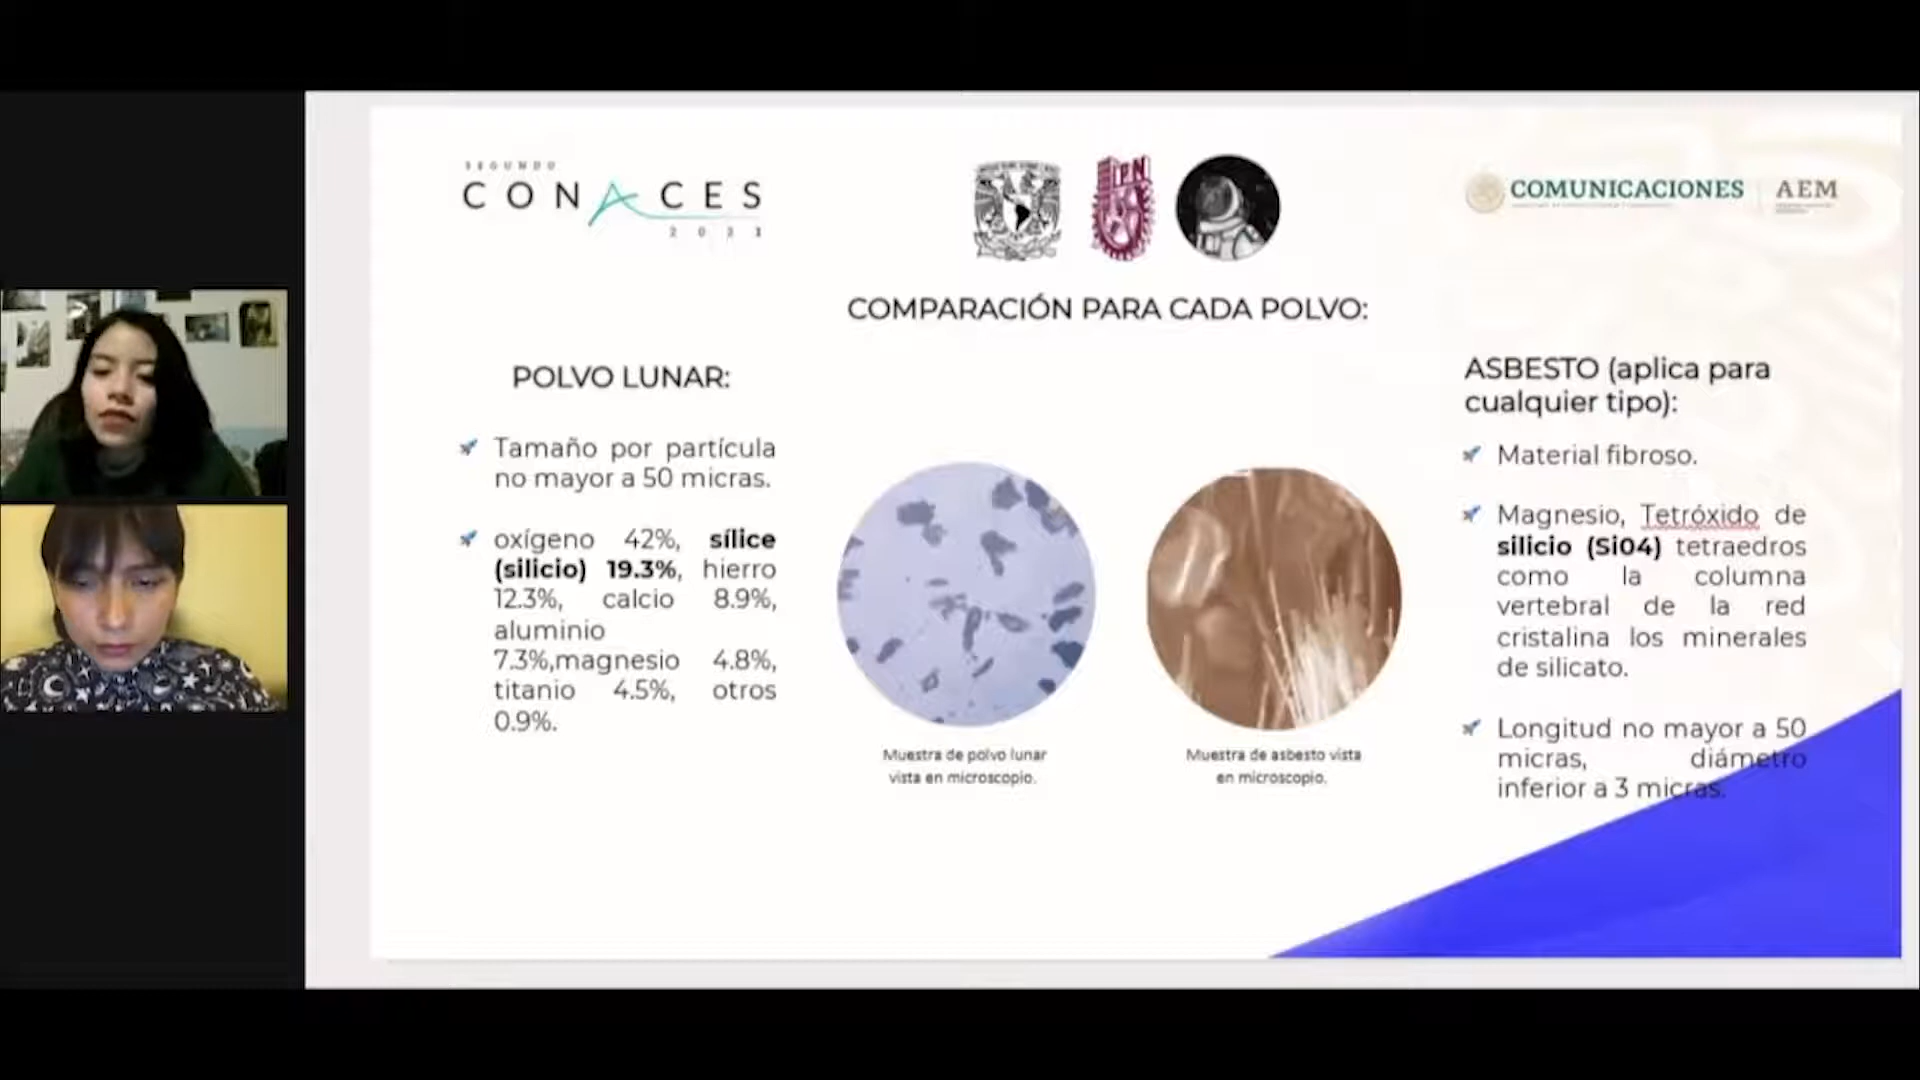 SEGUNDO
CONACES
2021
IPN
COMUNICACIONES
AEM
COMPARACIÓN PARA CADA POLVO:
POLVO LUNAR:
Tamaño por partícula
no mayor a 50 micras.
oxígeno 42%, sílice
(silicio) 19.3%, hierro
12.3%, calcio 8.9%,
aluminio
7.3%,magnesio 4.8%,
titanio 4.5%, otros
0.9%.
Muestra de polvo lunar
vista en microscopio.
Muestra de asbesto vista
en microscopio.
ASBESTO (aplica para
cualquier tipo):
Material fibroso.
Magnesio, Tetróxido de
silicio (Si04) tetraedros
como la columna
vertebral de la red
cristalina los minerales
de silicato.
Longitud no mayor a 50
micras, diámetro
inferior a 3 micras.